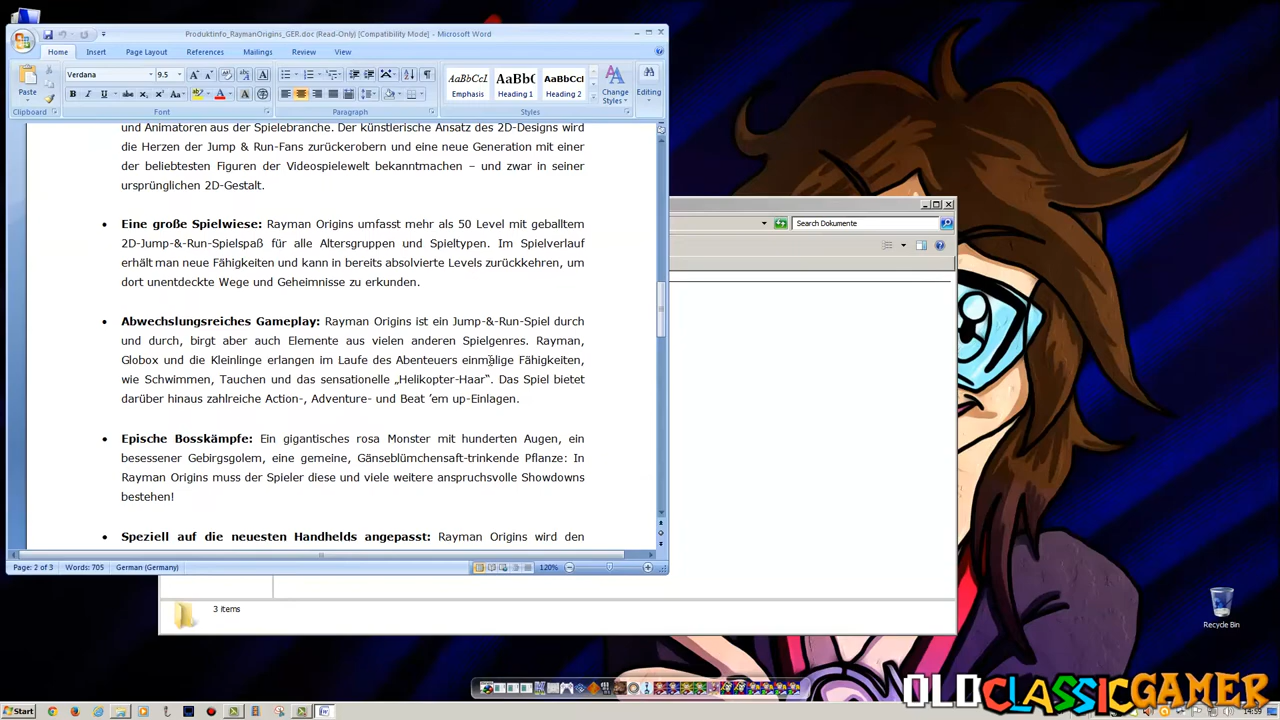 Produktinfo_RaymanOrigins_GER.doc (Read-Only) [Compatibility Mode] - Microsoft Word
Home Insert Page Layout References Mailings Review View
Verdana 9.5
AaBbCcL AaBbC AaBbCcI
Paste Emphasis Heading 1 Heading 2 Change Styles Editing
Clipboard Font Paragraph Styles
und Animatoren aus der Spielebranche. Der künstlerische Ansatz des 2D-Designs wird
die Herzen der Jump & Run-Fans zurückerobern und eine neue Generation mit einer
der beliebtesten Figuren der Videospielewelt bekanntmachen – und zwar in seiner
ursprünglichen 2D-Gestalt.
• Eine große Spielwiese: Rayman Origins umfasst mehr als 50 Level mit geballtem
2D-Jump-&-Run-Spielspaß für alle Altersgruppen und Spieltypen. Im Spielverlauf
erhält man neue Fähigkeiten und kann in bereits absolvierte Levels zurückkehren, um
dort unentdeckte Wege und Geheimnisse zu erkunden.
• Abwechslungsreiches Gameplay: Rayman Origins ist ein Jump-&-Run-Spiel durch
und durch, birgt aber auch Elemente aus vielen anderen Spielgenres. Rayman,
Globox und die Kleinlinge erlangen im Laufe des Abenteuers einmalige Fähigkeiten,
wie Schwimmen, Tauchen und das sensationelle „Helikopter-Haar“. Das Spiel bietet
darüber hinaus zahlreiche Action-, Adventure- und Beat ’em up-Einlagen.
• Epische Bosskämpfe: Ein gigantisches rosa Monster mit hunderten Augen, ein
besessener Gebirgsgolem, eine gemeine, Gänseblümchensaft-trinkende Pflanze: In
Rayman Origins muss der Spieler diese und viele weitere anspruchsvolle Showdowns
bestehen!
• Speziell auf die neuesten Handhelds angepasst: Rayman Origins wird den
Page: 2 of 3 Words: 705 German (Germany) 120%
Search Dokumente
3 items
Recycle Bin
OLDCLASSICGAMER
Start